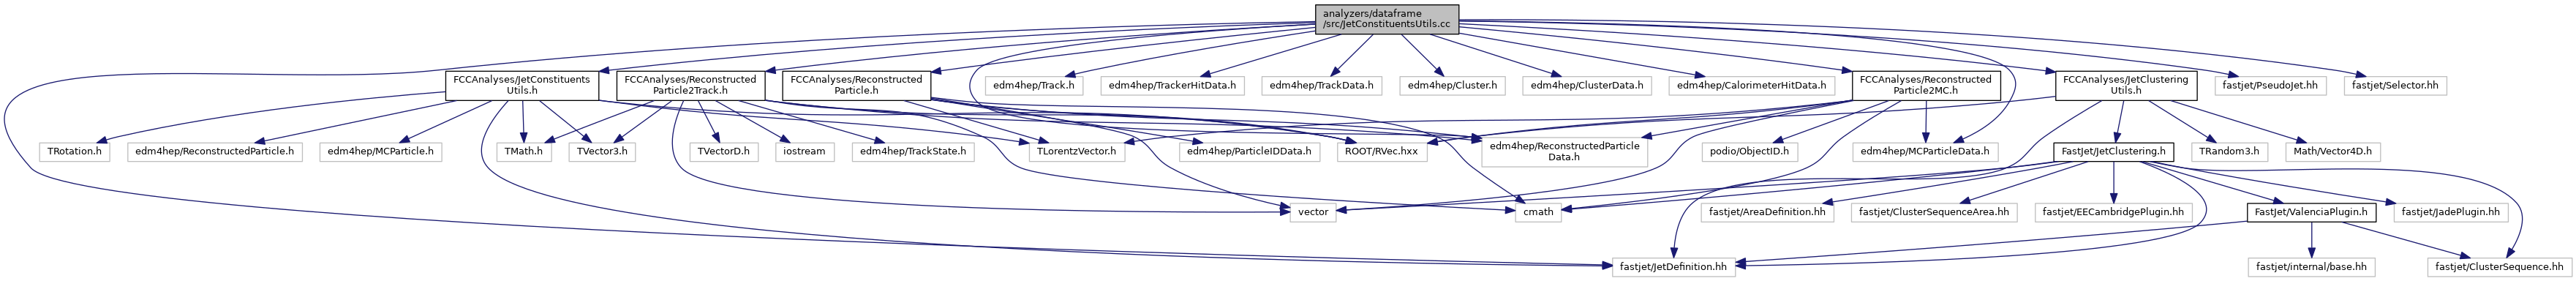 analyzers/dataframe
/src/JetConstituentsUtils.cc
FCCAnalyses/JetConstituents
Utils.h
FCCAnalyses/Reconstructed
Particle2Track.h
FCCAnalyses/Reconstructed
Particle.h
edm4hep/Track.h
edm4hep/TrackerHitData.h
edm4hep/TrackData.h
edm4hep/Cluster.h
edm4hep/ClusterData.h
edm4hep/CalorimeterHitData.h
FCCAnalyses/Reconstructed
Particle2MC.h
FCCAnalyses/JetClustering
Utils.h
fastjet/PseudoJet.hh
fastjet/Selector.hh
TRotation.h
edm4hep/ReconstructedParticle.h
edm4hep/MCParticle.h
TMath.h
TVector3.h
TVectorD.h
iostream
edm4hep/TrackState.h
TLorentzVector.h
edm4hep/ParticleIDData.h
ROOT/RVec.hxx
edm4hep/ReconstructedParticle
Data.h
podio/ObjectID.h
edm4hep/MCParticleData.h
FastJet/JetClustering.h
TRandom3.h
Math/Vector4D.h
vector
cmath
fastjet/AreaDefinition.hh
fastjet/ClusterSequenceArea.hh
fastjet/EECambridgePlugin.hh
FastJet/ValenciaPlugin.h
fastjet/JadePlugin.hh
fastjet/JetDefinition.hh
fastjet/internal/base.hh
fastjet/ClusterSequence.hh